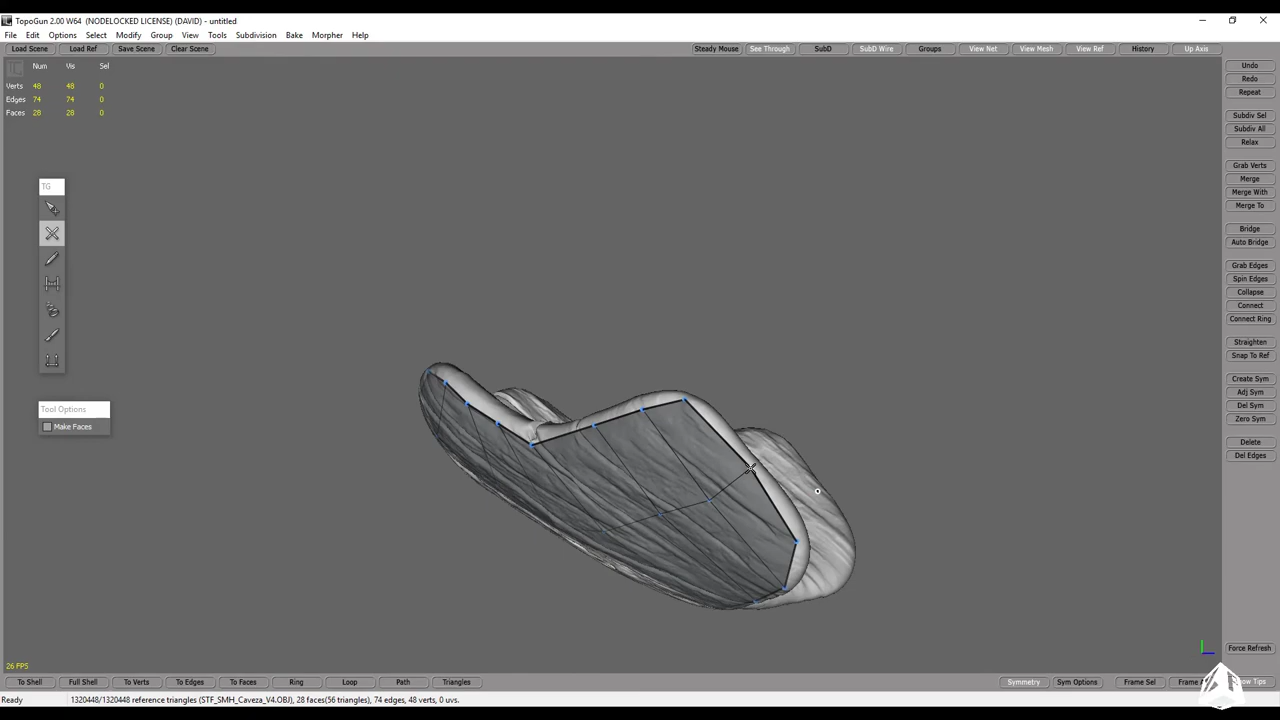 TopoGun 2.00 W64 (NODELOCKED LICENSE) (DAVID) - untitled
File Edit Options Select Modify Group View Tools Subdivision Bake Morpher Help
Load Scene Load Ref Save Scene Clear Scene Steady Mouse See Through SubD SubD Wire Groups View Net View Mesh View Ref History Up Axis
Num Vis Sel
Verts 48 48 0
Edges 74 74 0
Faces 28 28 0
TG
Tool Options
Make Faces
Undo
Redo
Repeat
Subdiv Sel
Subdiv All
Relax
Grab Verts
Merge
Merge With
Merge To
Bridge
Auto Bridge
Grab Edges
Spin Edges
Collapse
Connect
Connect Ring
Straighten
Snap To Ref
Create Sym
Adj Sym
Del Sym
Zero Sym
Delete
Del Edges
Force Refresh
26 FPS
To Shell Full Shell To Verts To Edges To Faces Ring Loop Path Triangles Symmetry Sym Options Frame Sel Frame Tips
Ready 1320448/1320448 reference triangles (STF_SMH_Caveza_V4.OBJ), 28 faces(56 triangles), 74 edges, 48 verts, 0 uvs.